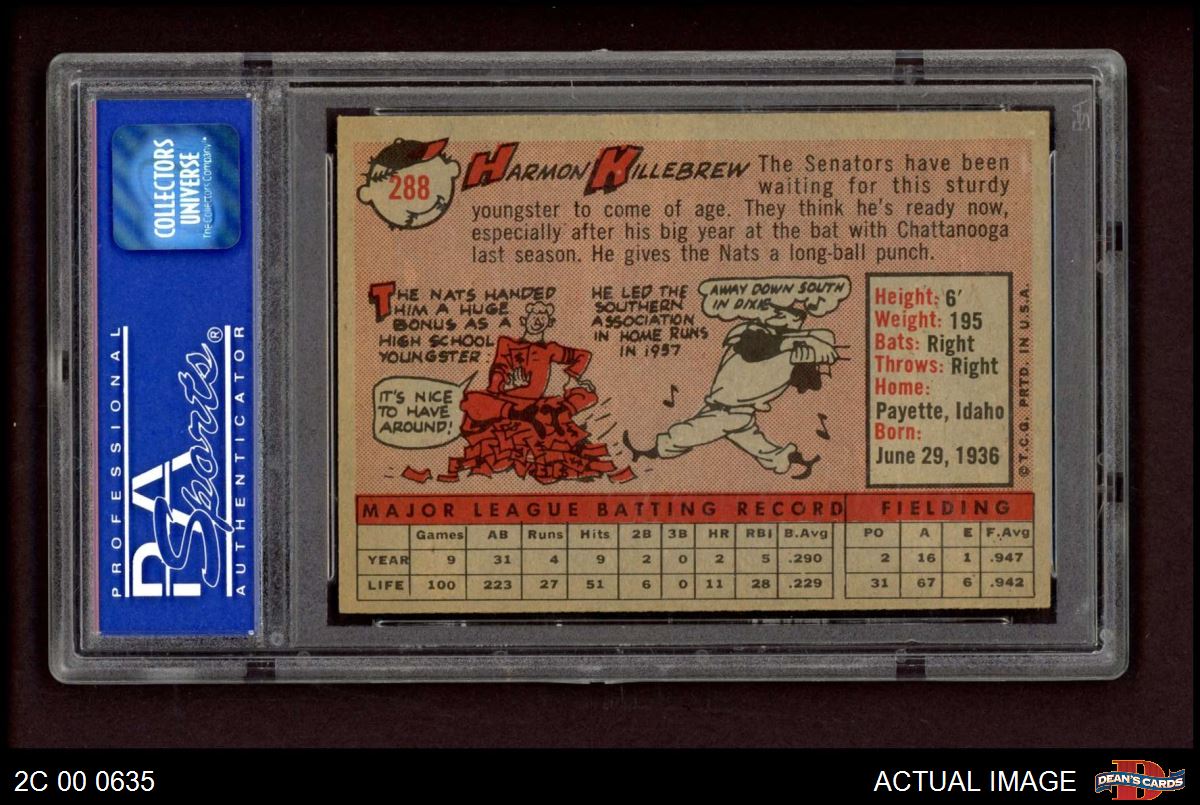 COLLECTORS
UNIVERSE
The Collectors Company™
PROFESSIONAL
PSA
Sports®
AUTHENTICATOR
288
HARMON KILLEBREW
The Senators have been
waiting for this sturdy
youngster to come of age. They think he's ready now,
especially after his big year at the bat with Chattanooga
last season. He gives the Nats a long-ball punch.
THE NATS HANDED
HIM A HUGE
BONUS AS A
HIGH SCHOOL
YOUNGSTER:
IT'S NICE
TO HAVE
AROUND!
HE LED THE
SOUTHERN
ASSOCIATION
IN HOME RUNS
IN 1957
AWAY DOWN SOUTH
IN DIXIE
Height: 6'
Weight: 195
Bats: Right
Throws: Right
Home:
Payette, Idaho
Born:
June 29, 1936
© T.C.G. PRTD. IN U.S.A.
MAJOR LEAGUE BATTING RECORD FIELDING
Games AB Runs Hits 2B 3B HR RBI B.Avg PO A E F.Avg
YEAR 9 31 4 9 2 0 2 5 .290 2 16 1 .947
LIFE 100 223 27 51 6 0 11 28 .229 31 67 6 .942
2C 00 0635
ACTUAL IMAGE
DEAN'S CARDS